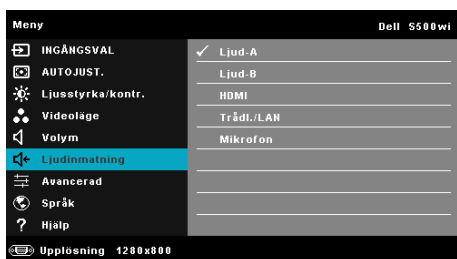 Meny Dell S500wi
INGÅNGSVAL
AUTOJUST.
Ljusstyrka/kontr.
Videoläge
Volym
Ljudinmatning
Avancerad
Språk
Hjälp
Ljud-A
Ljud-B
HDMI
Trådl./LAN
Mikrofon
Upplösning 1280x800